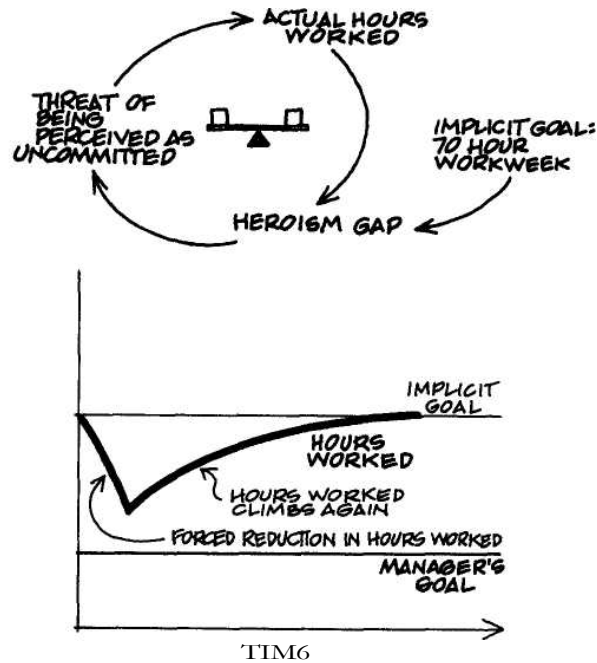 ACTUAL HOURS
WORKED
THREAT OF
BEING
PERCEIVED AS
UNCOMMITTED
IMPLICIT GOAL:
70 HOUR
WORKWEEK
HEROISM GAP
IMPLICIT
GOAL
HOURS
WORKED
HOURS WORKED
CLIMBS AGAIN
FORCED REDUCTION IN HOURS WORKED
MANAGER'S
GOAL
TIM6